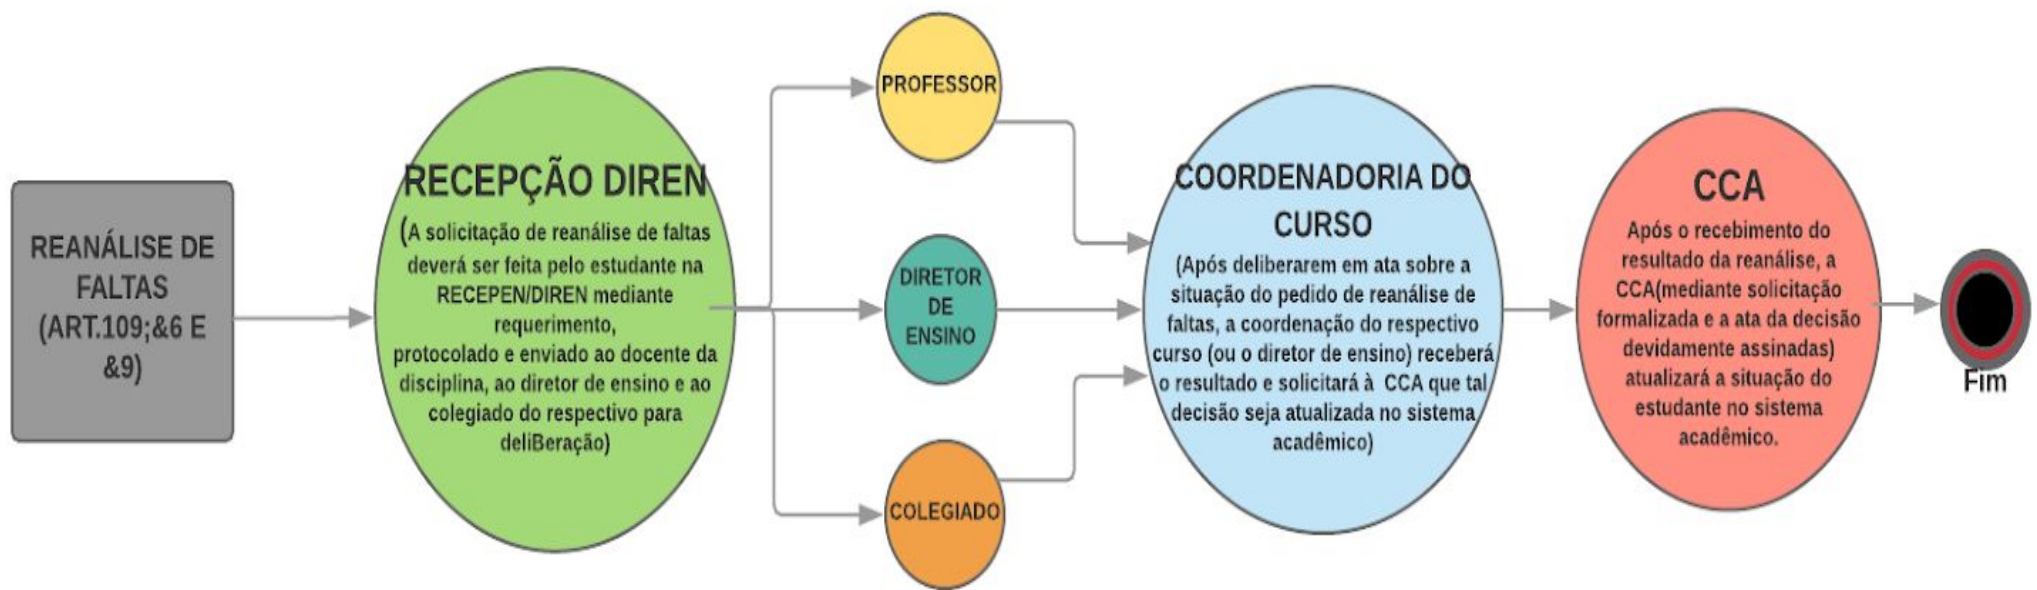 REANÁLISE DE
FALTAS
(ART.109;&6 E
&9)
RECEPÇÃO DIREN
(A solicitação de reanálise de faltas
deverá ser feita pelo estudante na
RECEPEN/DIREN mediante
requerimento,
protocolado e enviado ao docente da
disciplina, ao diretor de ensino e ao
colegiado do respectivo para
deliBeração)
PROFESSOR
DIRETOR
DE
ENSINO
COLEGIADO
COORDENADORIA DO
CURSO
(Após deliberarem em ata sobre a
situação do pedido de reanálise de
faltas, a coordenação do respectivo
curso (ou o diretor de ensino) receberá
o resultado e solicitará à CCA que tal
decisão seja atualizada no sistema
acadêmico)
CCA
Após o recebimento do
resultado da reanálise, a
CCA(mediante solicitação
formalizada e a ata da decisão
devidamente assinadas)
atualizará a situação do
estudante no sistema
acadêmico.
Fim